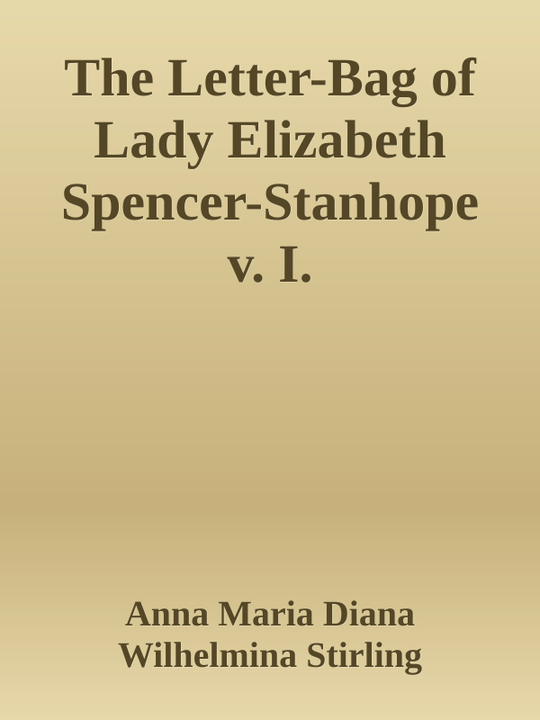 The Letter-Bag of
Lady Elizabeth
Spencer-Stanhope
v. I.
Anna Maria Diana
Wilhelmina Stirling